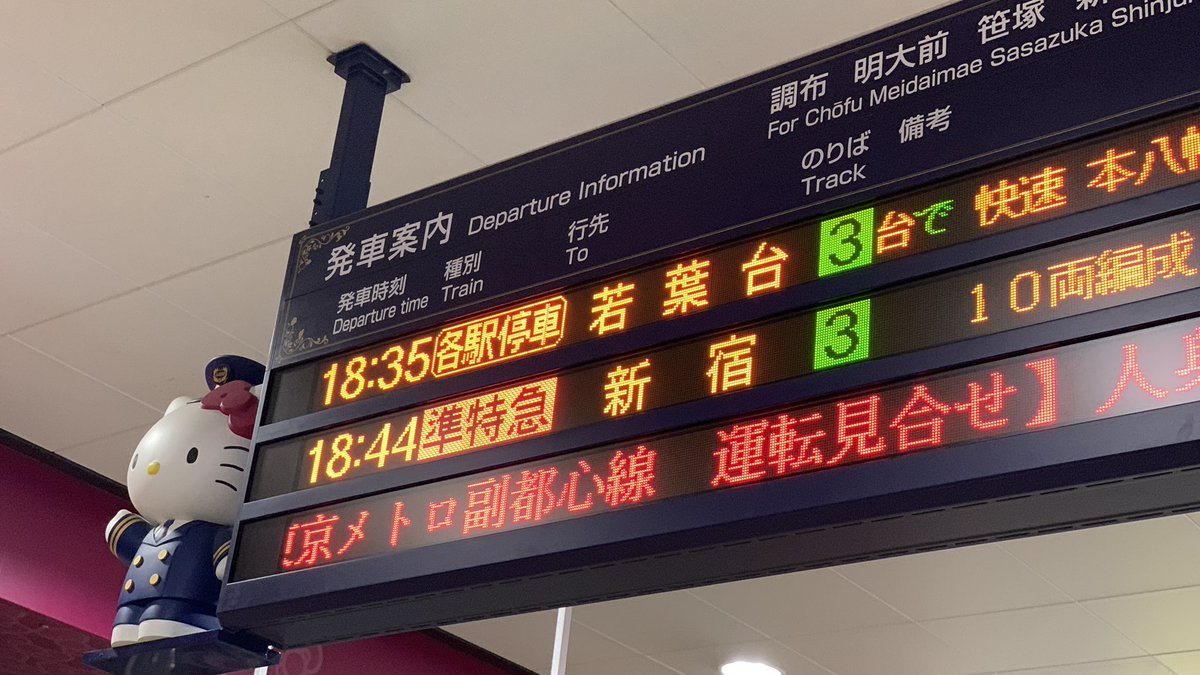 調布 明大前 笹塚
For Chōfu Meidaimae Sasazuka
発車案内 Departure Information
発車時刻 種別 行先 のりば 備考
Departure time Train To Track
18:35 各駅停車 若葉台 3 台で 快速 本八
18:44 準特急 新宿 3 10両編成
京メトロ副都心線 運転見合せ】人